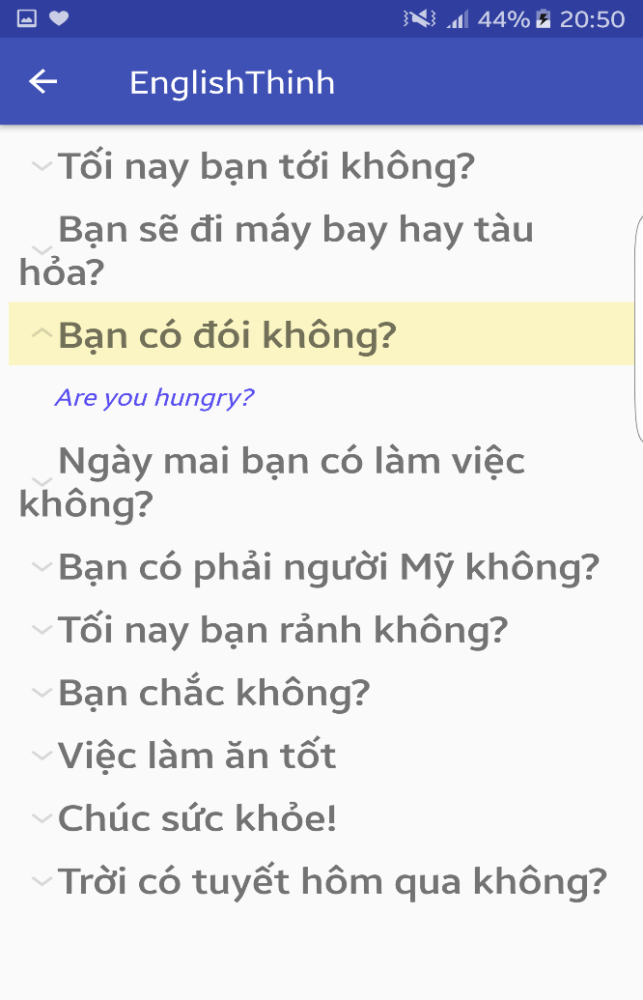 44% 20:50
EnglishThinh
Tối nay bạn tới không?
Bạn sẽ đi máy bay hay tàu
hỏa?
Bạn có đói không?
Are you hungry?
Ngày mai bạn có làm việc
không?
Bạn có phải người Mỹ không?
Tối nay bạn rảnh không?
Bạn chắc không?
Việc làm ăn tốt
Chúc sức khỏe!
Trời có tuyết hôm qua không?